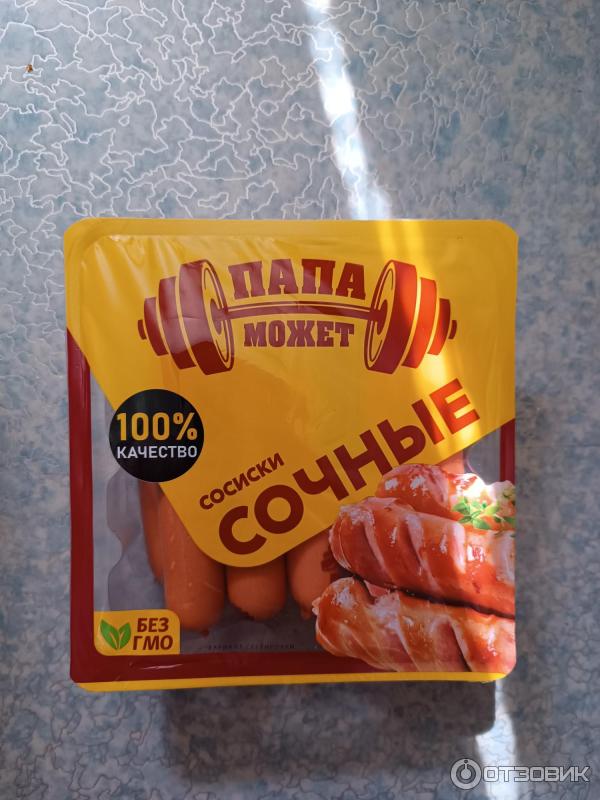 ПАПА
МОЖЕТ
100%
КАЧЕСТВО
СОСИСКИ
СОЧНЫЕ
БЕЗ
ГМО
ОТЗОВИК